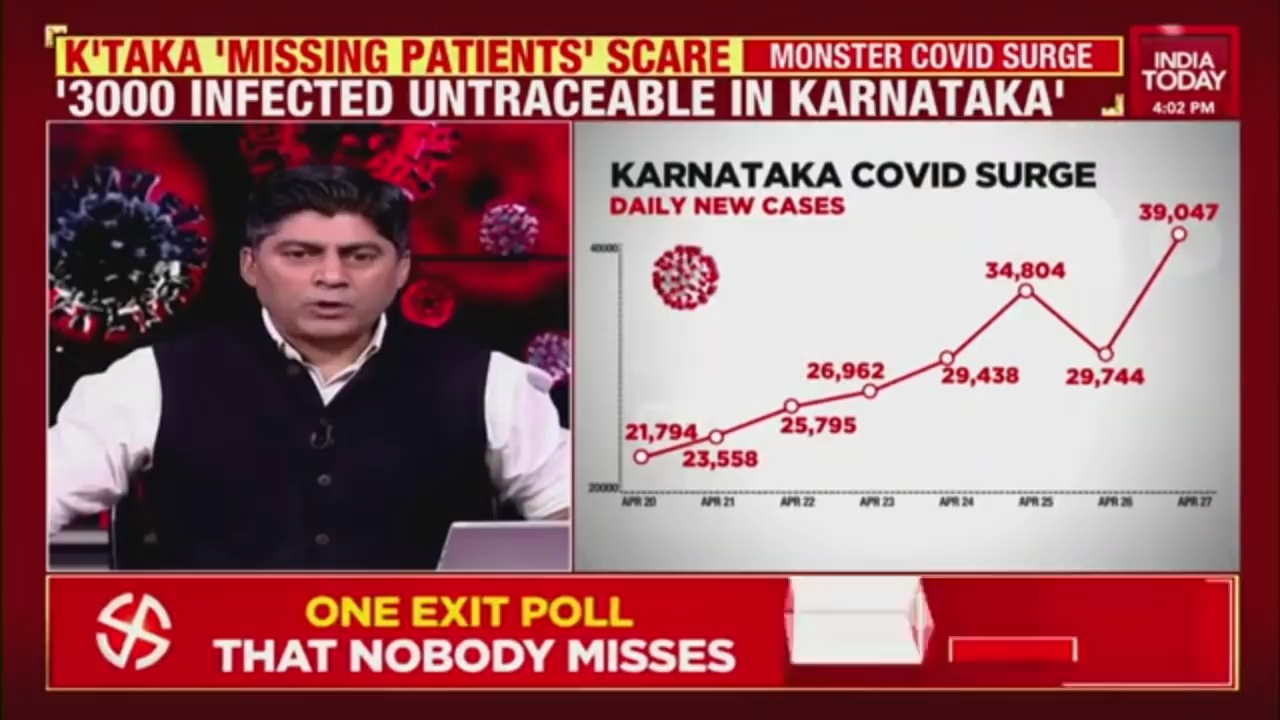 K'TAKA 'MISSING PATIENTS' SCARE
MONSTER COVID SURGE
'3000 INFECTED UNTRACEABLE IN KARNATAKA'
INDIA
TODAY
4:02 PM
KARNATAKA COVID SURGE
DAILY NEW CASES
40000
20000
21,794
23,558
25,795
26,962
29,438
34,804
29,744
39,047
APR 20
APR 21
APR 22
APR 23
APR 24
APR 25
APR 26
APR 27
ONE EXIT POLL
THAT NOBODY MISSES